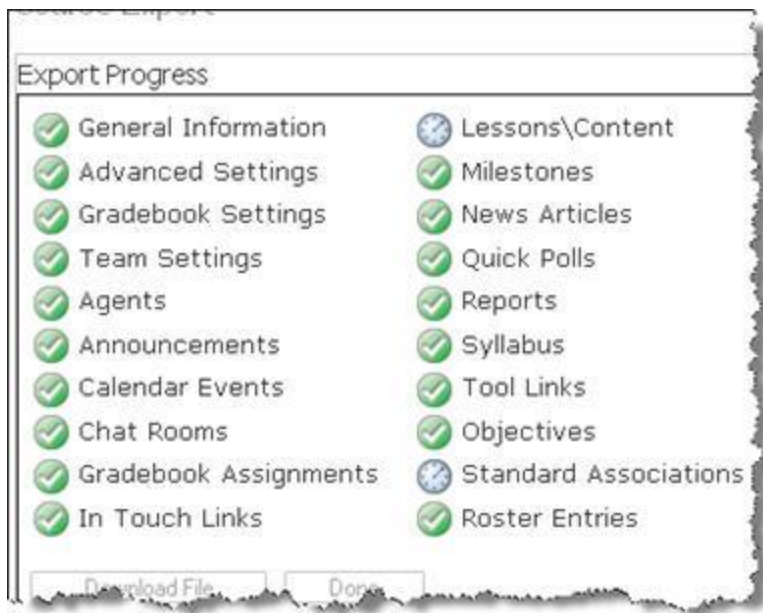 Course Export
Export Progress
General Information
Advanced Settings
Gradebook Settings
Team Settings
Agents
Announcements
Calendar Events
Chat Rooms
Gradebook Assignments
In Touch Links
Lessons\Content
Milestones
News Articles
Quick Polls
Reports
Syllabus
Tool Links
Objectives
Standard Associations
Roster Entries
Download File
Done